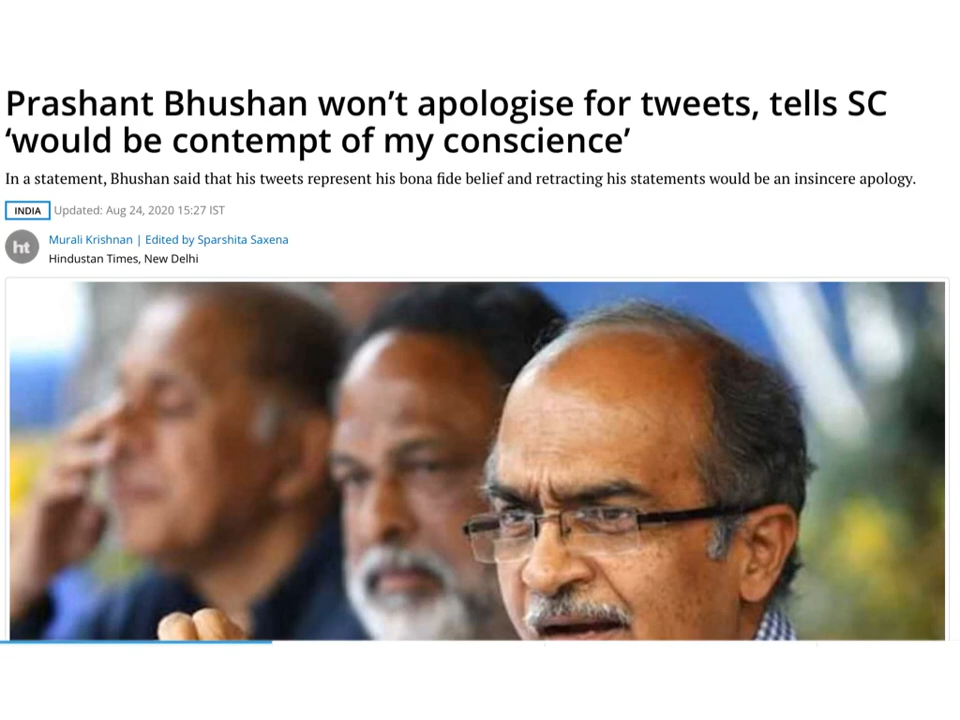 Prashant Bhushan won’t apologise for tweets, tells SC
‘would be contempt of my conscience’
In a statement, Bhushan said that his tweets represent his bona fide belief and retracting his statements would be an insincere apology.
INDIA Updated: Aug 24, 2020 15:27 IST
ht Murali Krishnan | Edited by Sparshita Saxena
Hindustan Times, New Delhi